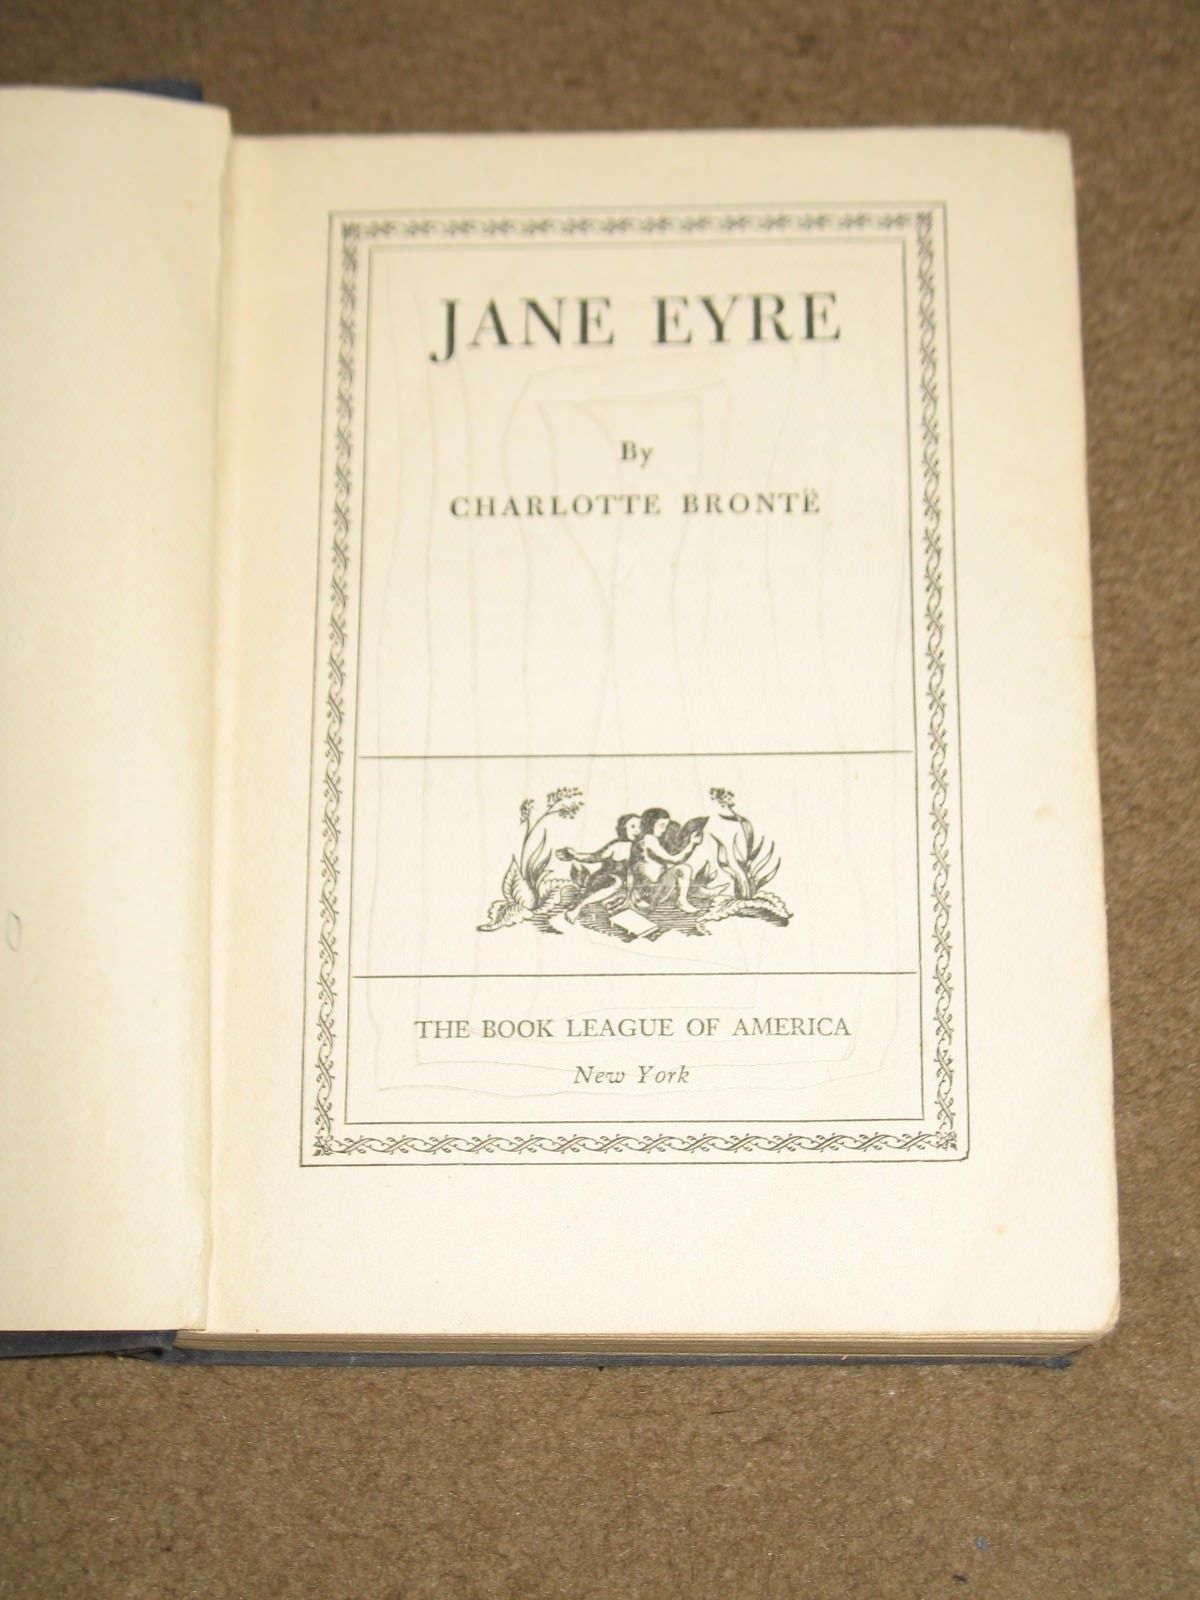 JANE EYRE
By
CHARLOTTE BRONTË
THE BOOK LEAGUE OF AMERICA
New York